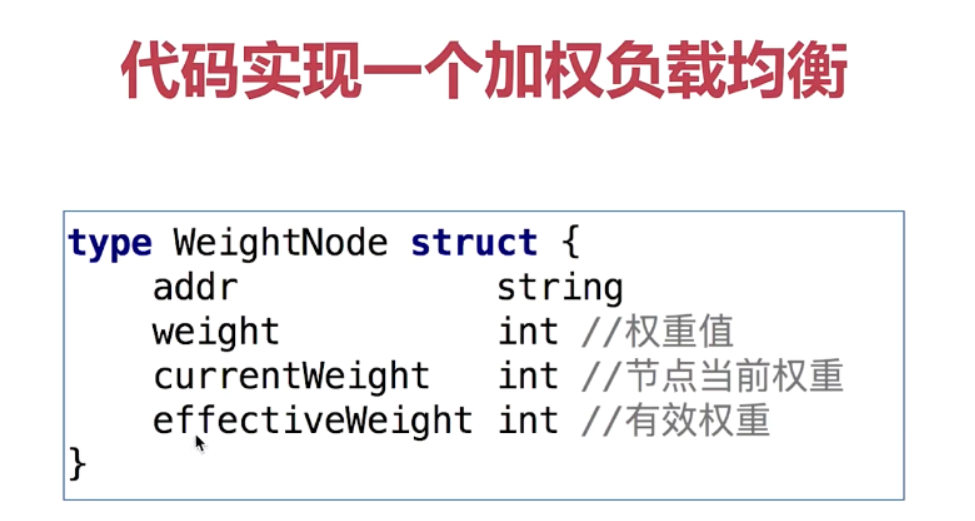 代码实现一个加权负载均衡
type WeightNode struct {
addr string
weight int //权重值
currentWeight int //节点当前权重
effectiveWeight int //有效权重
}